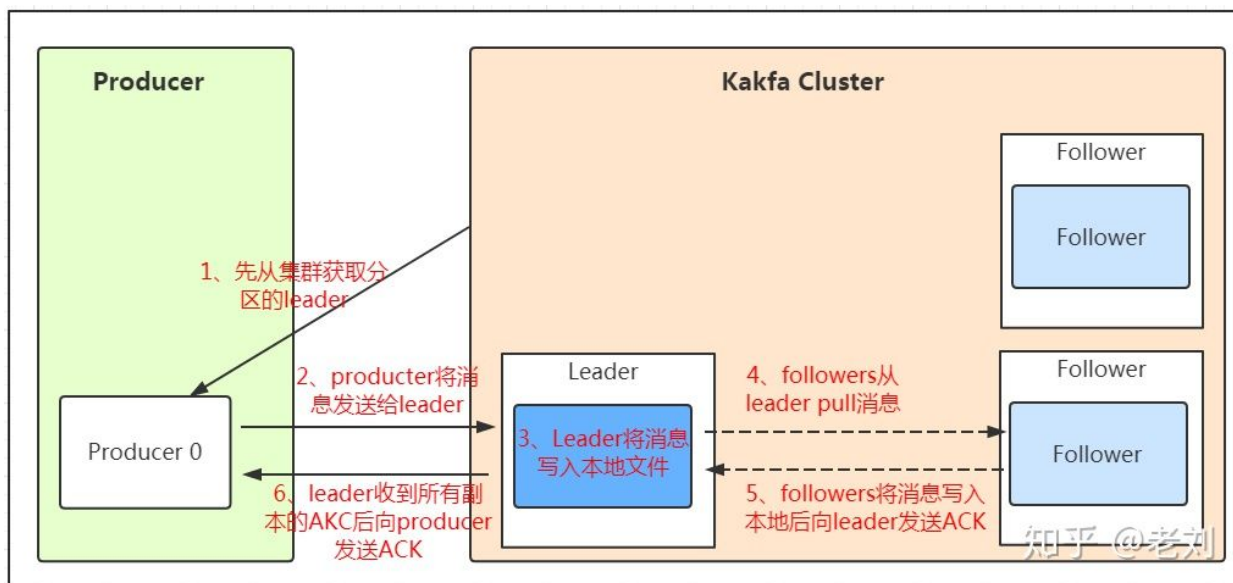 Producer
Kakfa Cluster
Follower
Follower
1、先从集群获取分
区的leader
2、producter将消
息发送给leader
Leader
4、followers从
leader pull消息
Follower
Producer 0
3、Leader将消息
写入本地文件
Follower
6、leader收到所有副
本的AKC后向producer
发送ACK
5、followers将消息写入
本地后向leader发送ACK
知乎 @老刘